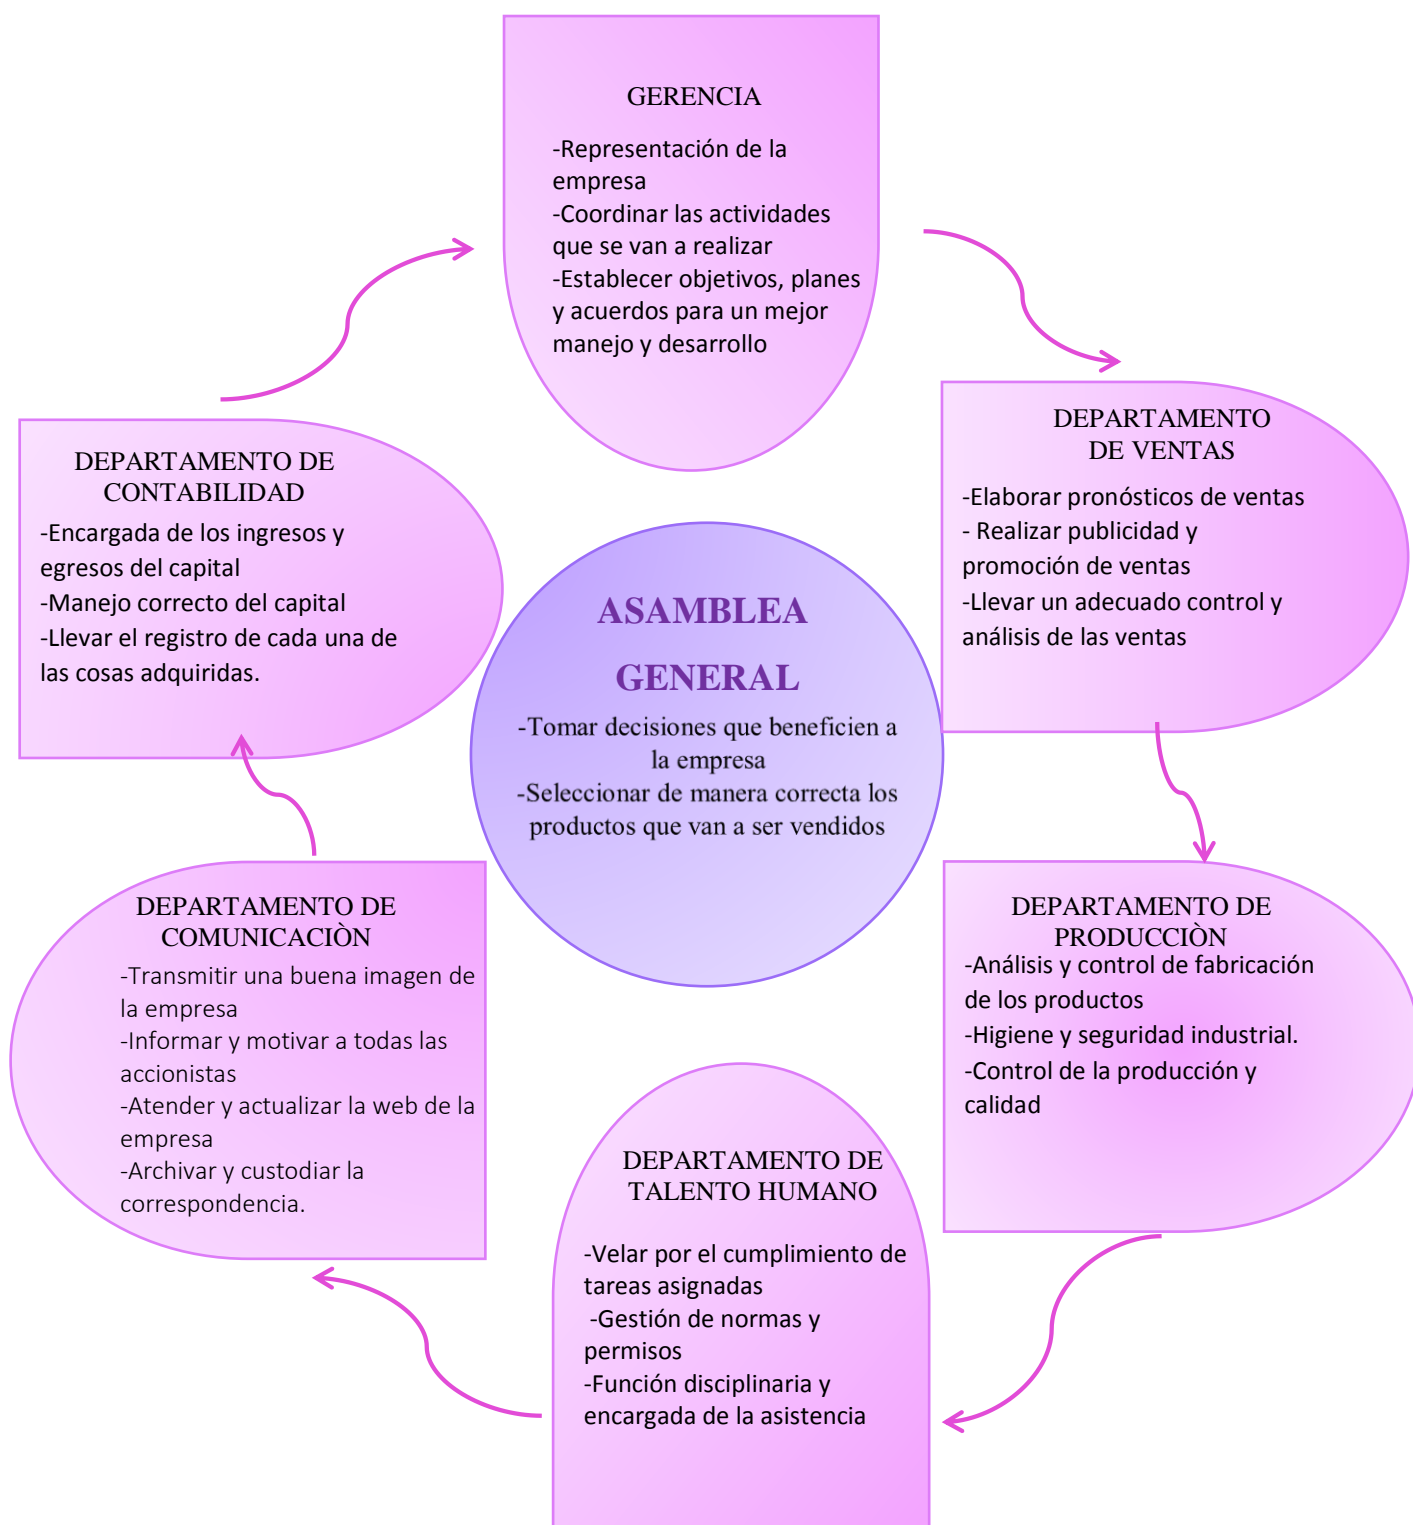 GERENCIA
-Representación de la
empresa
-Coordinar las actividades
que se van a realizar
-Establecer objetivos, planes
y acuerdos para un mejor
manejo y desarrollo
DEPARTAMENTO
DE VENTAS
-Elaborar pronósticos de ventas
- Realizar publicidad y
promoción de ventas
-Llevar un adecuado control y
análisis de las ventas
DEPARTAMENTO DE
CONTABILIDAD
-Encargada de los ingresos y
egresos del capital
-Manejo correcto del capital
-Llevar el registro de cada una de
las cosas adquiridas.
ASAMBLEA
GENERAL
-Tomar decisiones que beneficien a
la empresa
-Seleccionar de manera correcta los
productos que van a ser vendidos
DEPARTAMENTO DE
COMUNICACIÒN
-Transmitir una buena imagen de
la empresa
-Informar y motivar a todas las
accionistas
-Atender y actualizar la web de la
empresa
-Archivar y custodiar la
correspondencia.
DEPARTAMENTO DE
PRODUCCIÒN
-Análisis y control de fabricación
de los productos
-Higiene y seguridad industrial.
-Control de la producción y
calidad
DEPARTAMENTO DE
TALENTO HUMANO
-Velar por el cumplimiento de
tareas asignadas
-Gestión de normas y
permisos
-Función disciplinaria y
encargada de la asistencia